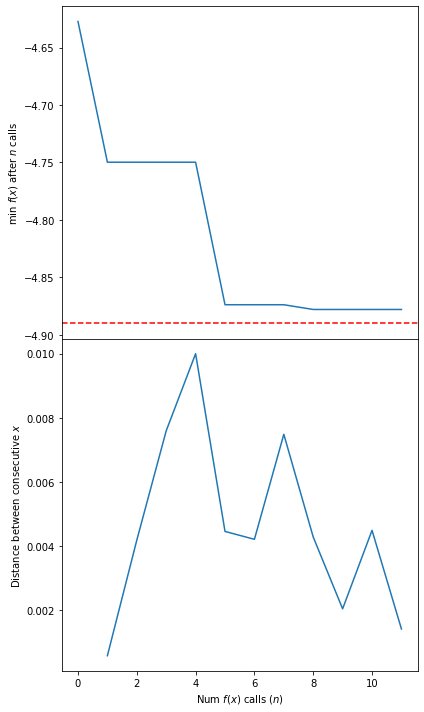 min f(x) after n calls
−4.65
−4.70
−4.75
−4.80
−4.85
−4.90
Distance between consecutive x
0.010
0.008
0.006
0.004
0.002
0 2 4 6 8 10
Num f(x) calls (n)